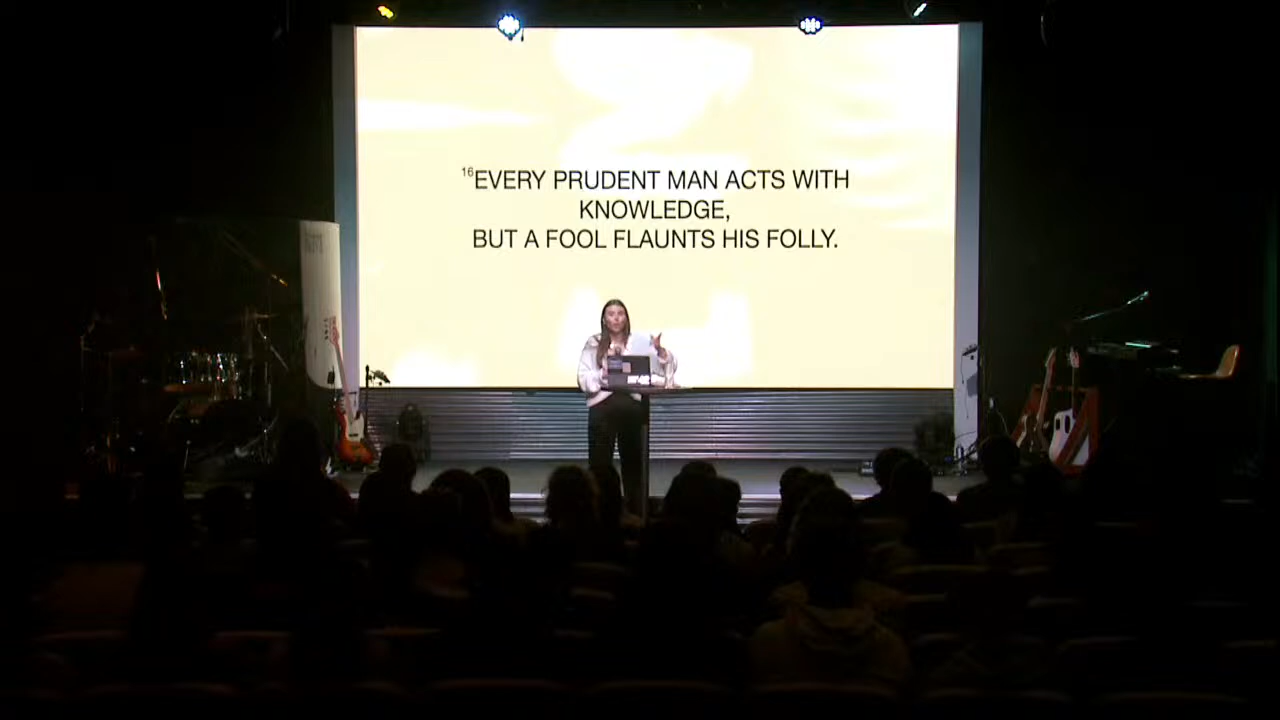 16EVERY PRUDENT MAN ACTS WITH
KNOWLEDGE,
BUT A FOOL FLAUNTS HIS FOLLY.